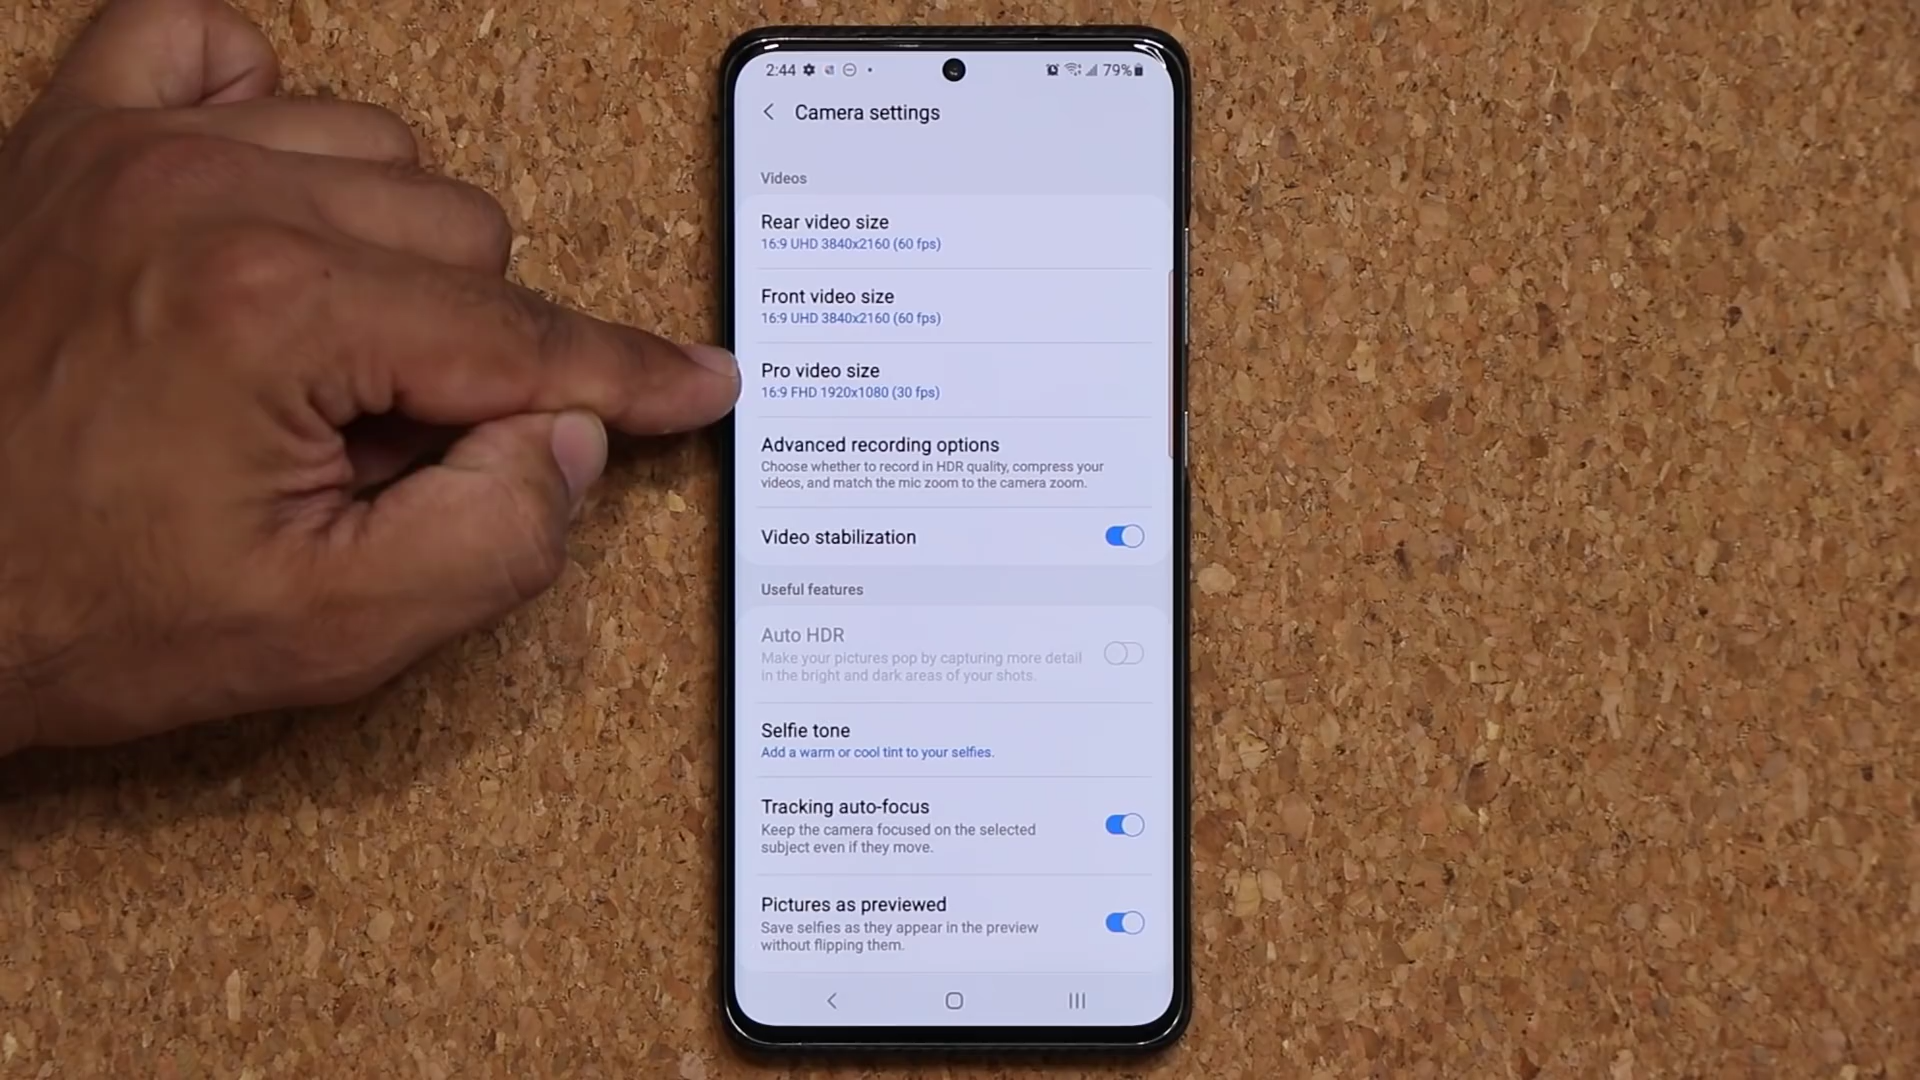 2:44
79%
Camera settings
Videos
Rear video size
16:9 UHD 3840x2160 (60 fps)
Front video size
16:9 UHD 3840x2160 (60 fps)
Pro video size
16:9 FHD 1920x1080 (30 fps)
Advanced recording options
Choose whether to record in HDR quality, compress your
videos, and match the mic zoom to the camera zoom.
Video stabilization
Useful features
Auto HDR
Make your pictures pop by capturing more detail
in the bright and dark areas of your shots.
Selfie tone
Add a warm or cool tint to your selfies.
Tracking auto-focus
Keep the camera focused on the selected
subject even if they move.
Pictures as previewed
Save selfies as they appear in the preview
without flipping them.